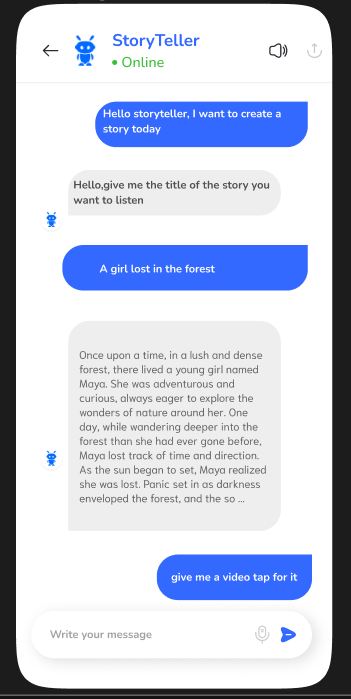 StoryTeller
Online
Hello storyteller, I want to create a
story today
Hello,give me the title of the story you
want to listen
A girl lost in the forest
Once upon a time, in a lush and dense
forest, there lived a young girl named
Maya. She was adventurous and
curious, always eager to explore the
wonders of nature around her. One
day, while wandering deeper into the
forest than she had ever gone before,
Maya lost track of time and direction.
As the sun began to set, Maya realized
she was lost. Panic set in as darkness
enveloped the forest, and the so ...
give me a video tap for it
Write your message